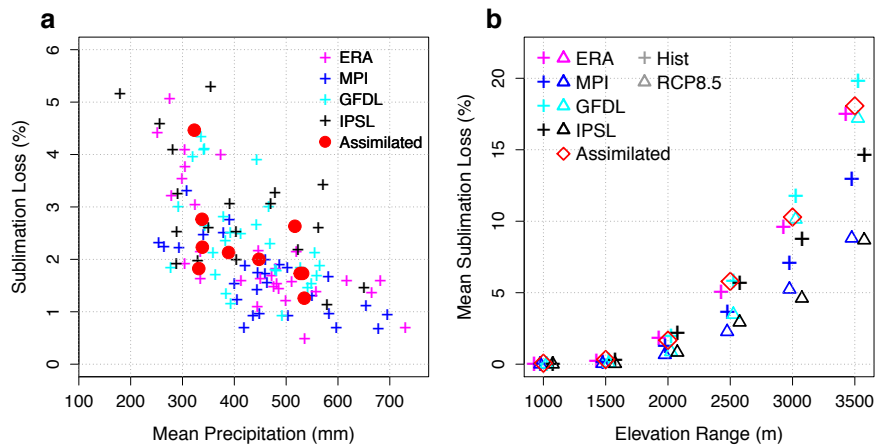 a
Sublimation Loss (%)
6
5
4
3
2
1
0
100 200 300 400 500 600 700
Mean Precipitation (mm)
ERA
MPI
GFDL
IPSL
Assimilated
b
Mean Sublimation Loss (%)
20
15
10
5
0
1000 1500 2000 2500 3000 3500
Elevation Range (m)
ERA Hist
MPI RCP8.5
GFDL
IPSL
Assimilated